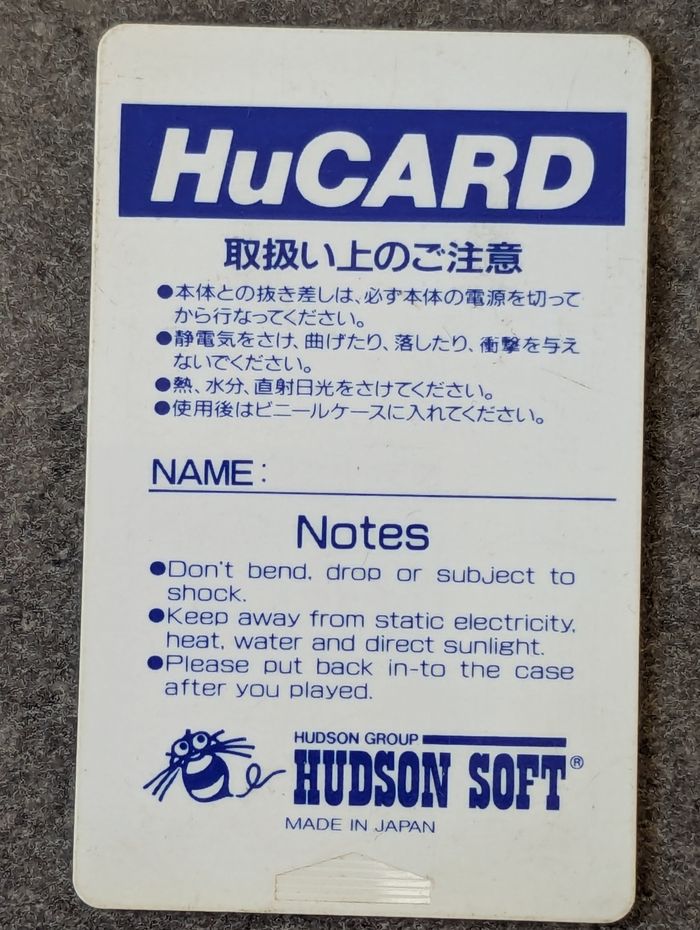 HuCARD
取扱い上のご注意
●本体との抜き差しは、必ず本体の電源を切って
から行なってください。
●静電気をさけ、曲げたり、落したり、衝撃を与え
ないでください。
●熱、水分、直射日光をさけてください。
●使用後はビニールケースに入れてください。
NAME:
Notes
●Don't bend, drop or subject to
shock.
●Keep away from static electricity,
heat, water and direct sunlight.
●Please put back in-to the case
after you played.
HUDSON GROUP
HUDSON SOFT®
MADE IN JAPAN